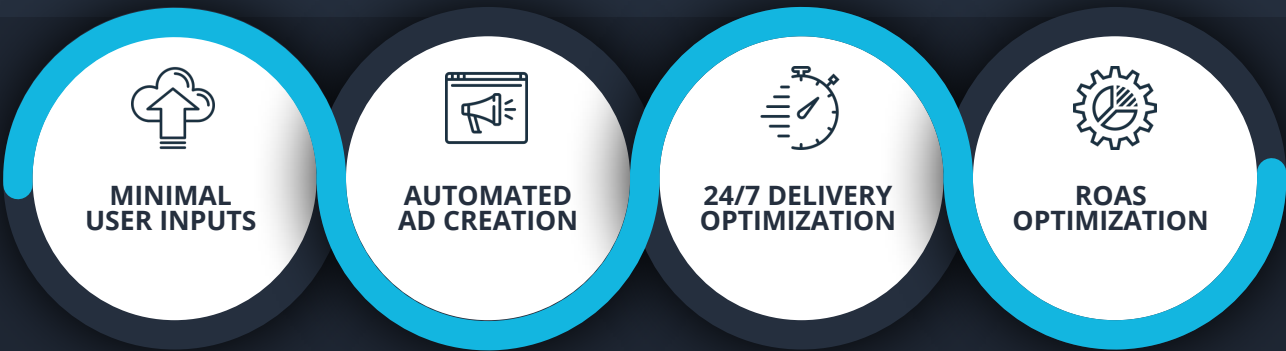 MINIMAL
USER INPUTS
AUTOMATED
AD CREATION
24/7 DELIVERY
OPTIMIZATION
ROAS
OPTIMIZATION